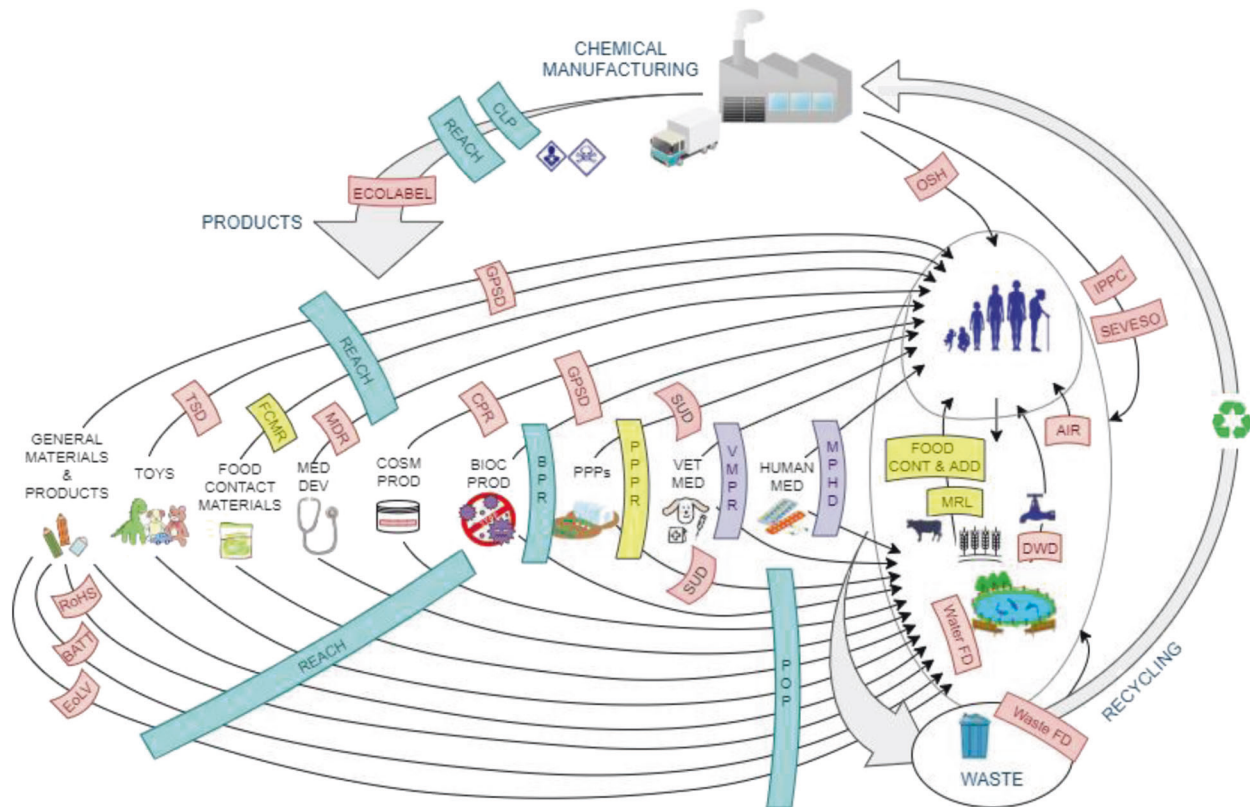 CHEMICAL
MANUFACTURING
CLP
REACH
ECOLABEL
PRODUCTS
OSH
IPPC
SEVESO
GPSD
REACH
TSD
FCMR
MDR
CPR
GPSD
SUD
AIR
GENERAL
MATERIALS
&
PRODUCTS
TOYS
FOOD
CONTACT
MATERIALS
MED
DEV
COSM
PROD
BIOC
PROD
BPR
PPPs
PPPR
VET
MED
VMPR
HUMAN
MED
MPHD
FOOD
CONT & ADD
MRL
DWD
STOP
SUD
RoHS
BATT
EoLV
REACH
POP
Water FD
Waste FD
WASTE
RECYCLING